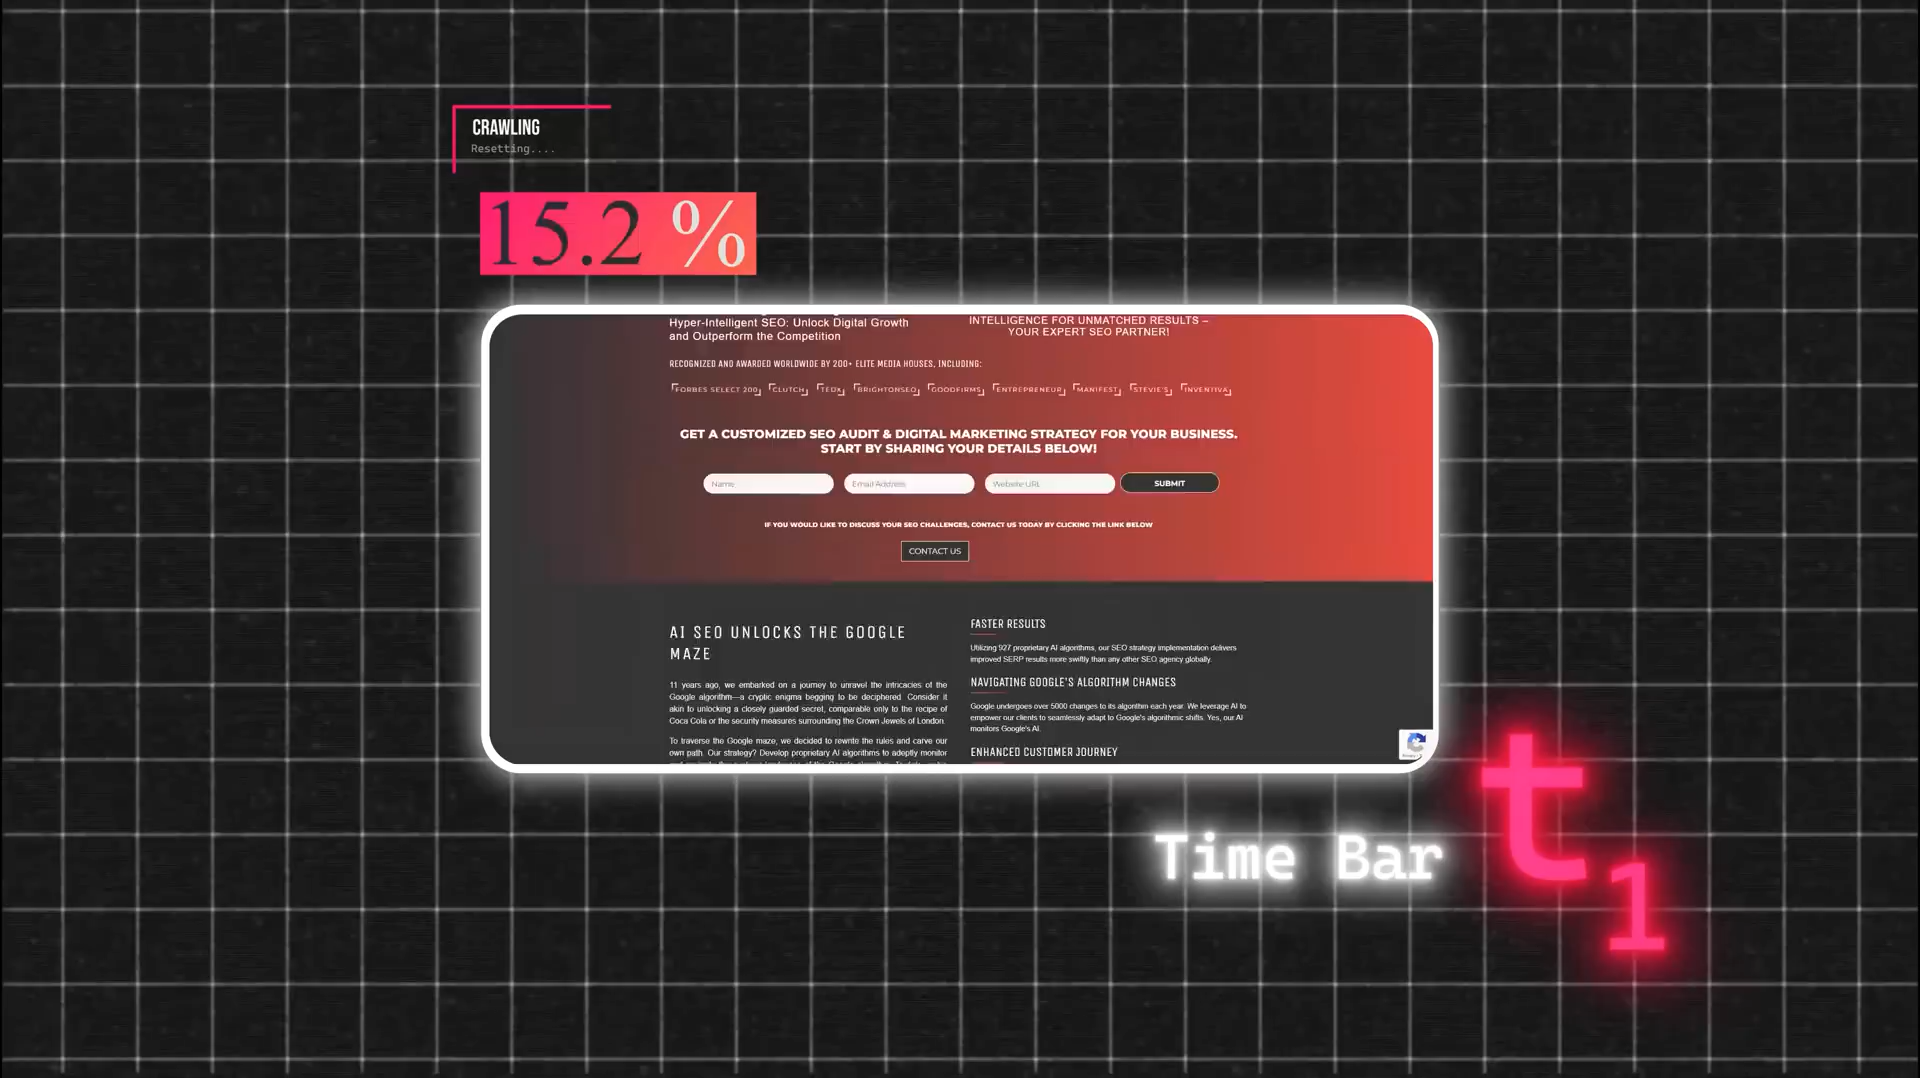 CRAWLING
Resetting....
15.2 %
Hyper-Intelligent SEO: Unlock Digital Growth
and Outperform the Competition
INTELLIGENCE FOR UNMATCHED RESULTS –
YOUR EXPERT SEO PARTNER!
RECOGNIZED AND AWARDED WORLDWIDE BY 200+ ELITE MEDIA HOUSES, INCLUDING:
FORBES SELECT 200 CLUTCH TEDX BRIGHTONSEO GOODFIRMS ENTREPRENEUR MANIFEST STEVIE'S INVENTIVA
GET A CUSTOMIZED SEO AUDIT & DIGITAL MARKETING STRATEGY FOR YOUR BUSINESS.
START BY SHARING YOUR DETAILS BELOW!
Name Email Address Website URL SUBMIT
IF YOU WOULD LIKE TO DISCUSS YOUR SEO CHALLENGES, CONTACT US TODAY BY CLICKING THE LINK BELOW
CONTACT US
AI SEO UNLOCKS THE GOOGLE
MAZE
11 years ago, we embarked on a journey to unravel the intricacies of the
Google algorithm—a cryptic enigma begging to be deciphered. Consider it
akin to unlocking a closely guarded secret, comparable only to the recipe of
Coca Cola or the security measures surrounding the Crown Jewels of London.
To traverse the Google maze, we decided to rewrite the rules and carve our
own path. Our strategy? Develop proprietary AI algorithms to adeptly monitor
FASTER RESULTS
Utilizing 927 proprietary AI algorithms, our SEO strategy implementation delivers
improved SERP results more swiftly than any other SEO agency globally.
NAVIGATING GOOGLE'S ALGORITHM CHANGES
Google undergoes over 5000 changes to its algorithm each year. We leverage AI to
empower our clients to seamlessly adapt to Google's algorithmic shifts. Yes, our AI
monitors Google's AI.
ENHANCED CUSTOMER JOURNEY
Time Bar
t1